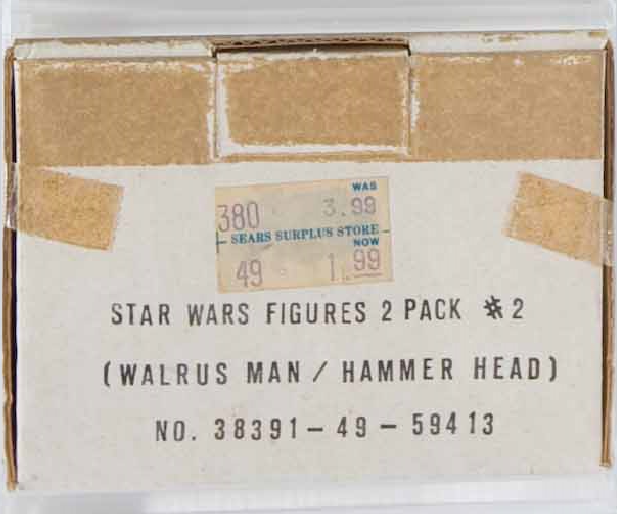 WAS
380 3.99
SEARS SURPLUS STORE
NOW
49 1.99
STAR WARS FIGURES 2 PACK #2
(WALRUS MAN / HAMMER HEAD)
NO. 38391-49-59413